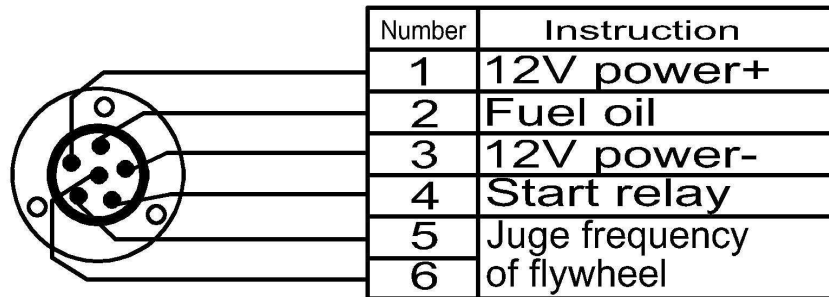 Number Instruction
1 12V power+
2 Fuel oil
3 12V power-
4 Start relay
5 Juge frequency
6 of flywheel